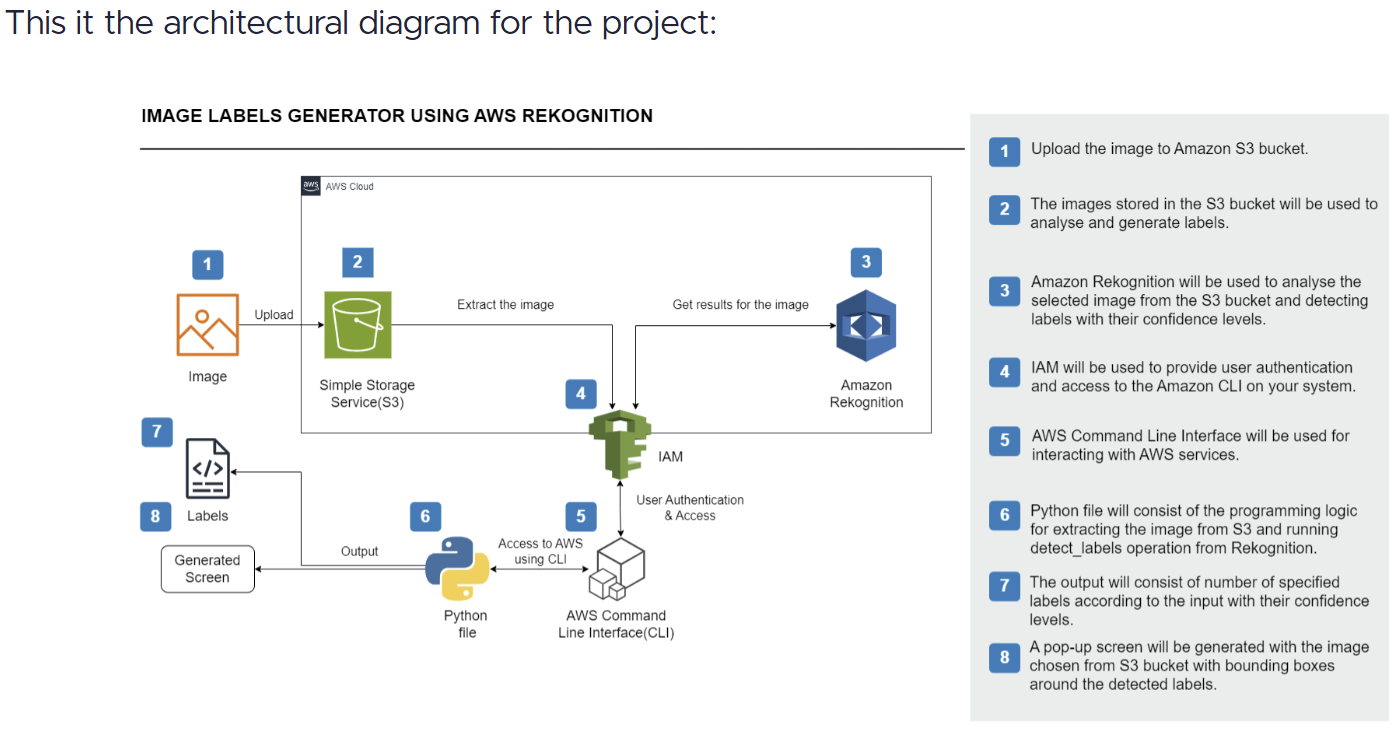 This it the architectural diagram for the project:
IMAGE LABELS GENERATOR USING AWS REKOGNITION
aws
AWS Cloud
1
2
3
Upload
Extract the image
Get results for the image
Image
Simple Storage
Service(S3)
Amazon
Rekognition
4
IAM
7
Labels
User Authentication
& Access
8
6
5
Generated
Screen
Output
Access to AWS
using CLI
Python
file
AWS Command
Line Interface(CLI)
1
Upload the image to Amazon S3 bucket.
2
The images stored in the S3 bucket will be used to
analyse and generate labels.
3
Amazon Rekognition will be used to analyse the
selected image from the S3 bucket and detecting
labels with their confidence levels.
4
IAM will be used to provide user authentication
and access to the Amazon CLI on your system.
5
AWS Command Line Interface will be used for
interacting with AWS services.
6
Python file will consist of the programming logic
for extracting the image from S3 and running
detect_labels operation from Rekognition.
7
The output will consist of number of specified
labels according to the input with their confidence
levels.
8
A pop-up screen will be generated with the image
chosen from S3 bucket with bounding boxes
around the detected labels.